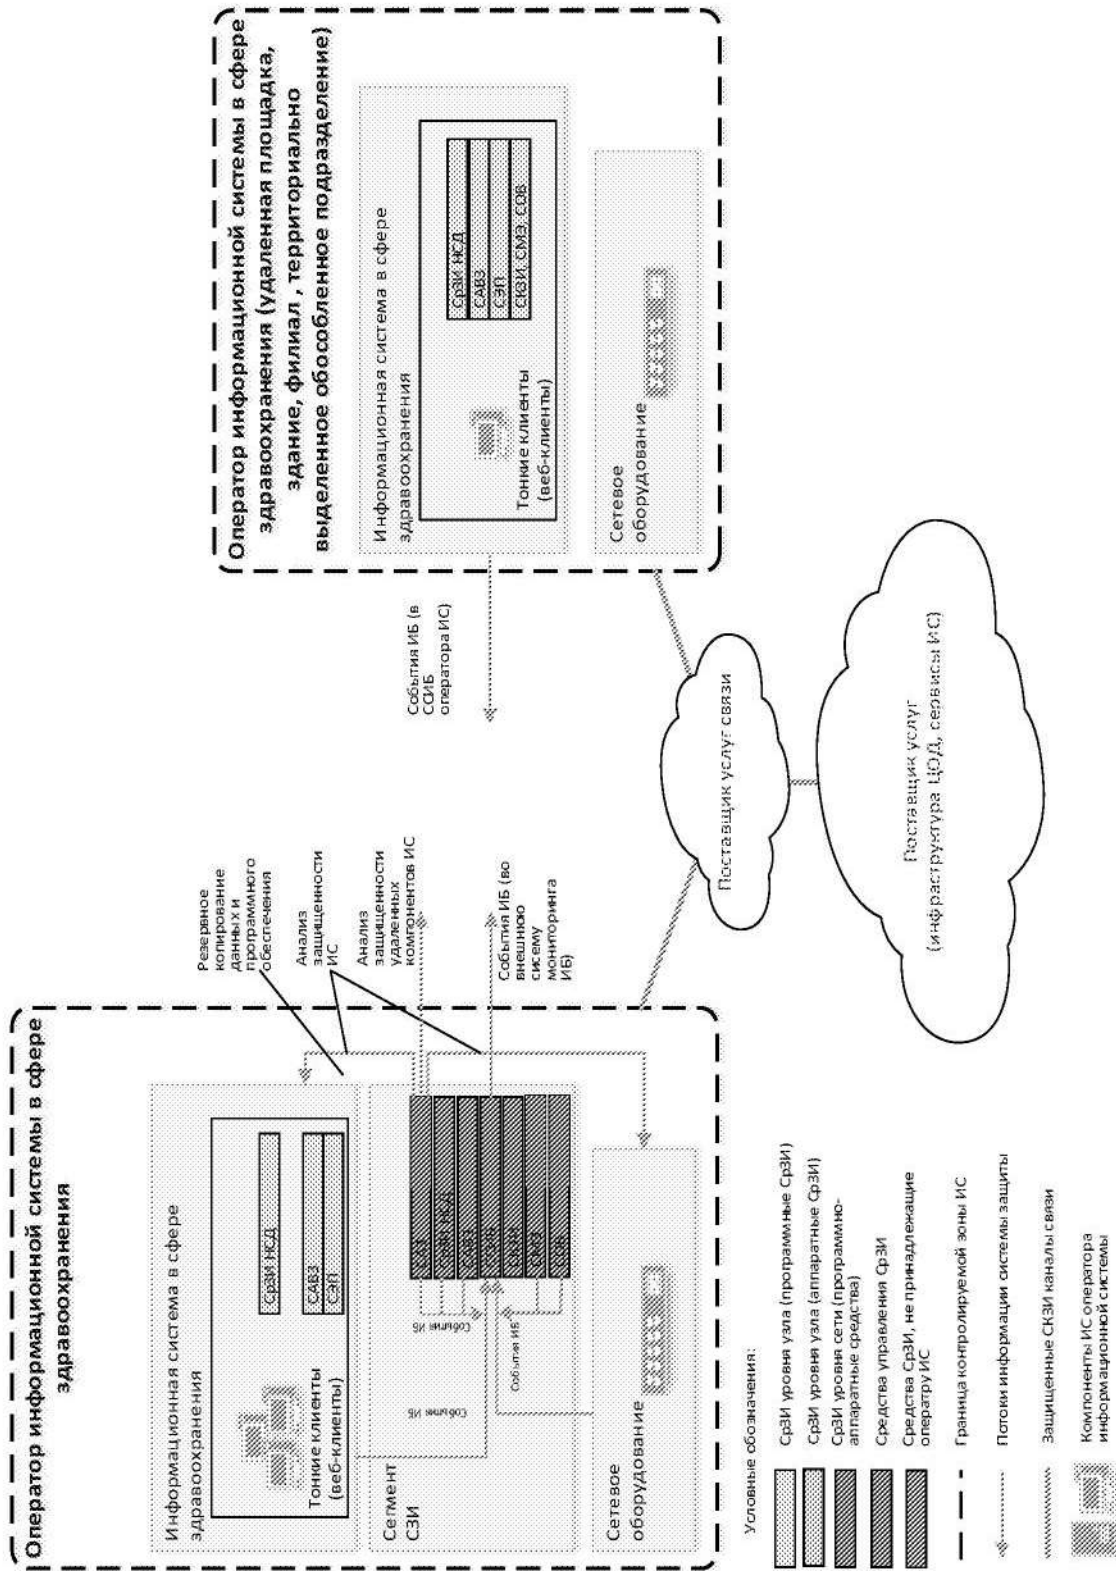 Оператор информационной системы в сфере
здравоохранения
Информационная система в сфере
здравоохранения
СрЗИ НСД
САВЗ
СЭП
Тонкие клиенты
(веб-клиенты)
Сегмент
СЗИ
СрЗИ НСД
САВЗ
СКЗИ
События ИБ
События ИБ
События ИБ
Сетевое
оборудование
Резервное
копирование
данных и
программного
обеспечения
Анализ
защищенности
ИС
Анализ
защищенности
удаленных
компонентов ИС
События ИБ (во
внешнюю
сисему
мониторинга
ИБ)
Оператор информационной системы в сфере
здравоохранения (удаленная площадка,
здание, филиал , территориально
выделенное обособленное подразделение)
Информационная система в сфере
здравоохранения
СрЗИ НСД
САВЗ
СЭП
СКЗИ, СМЭ, СОВ
Тонкие клиенты
(веб-клиенты)
Сетевое
оборудование
События ИБ (в
ССИБ
оператора ИС)
Поставщик услуг связи
Поставщик услуг
(инфраструктура ЦОД, сервисы ИС)
Условные обозначения:
СрЗИ уровня узла (программные СрЗИ)
СрЗИ уровня узла (аппаратные СрЗИ)
СрЗИ уровня сети (программно-
аппаратные средства)
Средства управления СрЗИ
Средства СрЗИ, не принадлежащие
оператру ИС
Граница контролируемой зоны ИС
Потоки информации системы защиты
Защищенные СКЗИ каналы связи
Компоненты ИС оператора
информационной системы